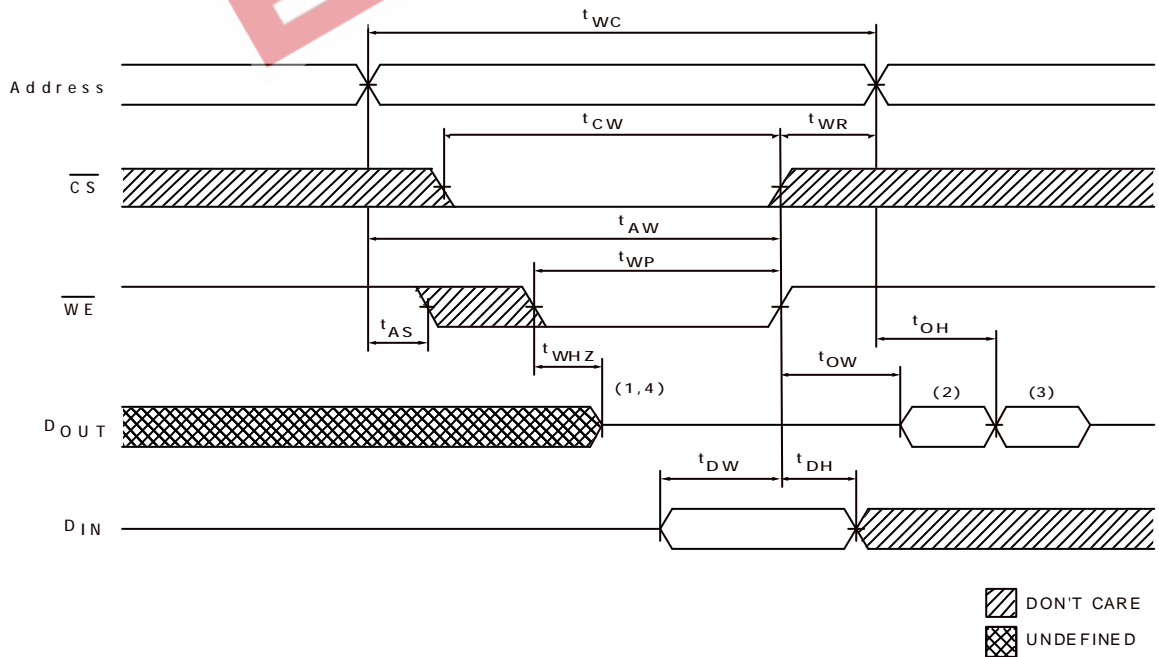 tWC
Address
tCW
tWR
CS
tAW
tWP
WE
tAS
tOH
tWHZ
tOW
(1,4)
(2)
(3)
DOUT
tDW
tDH
DIN
DON'T CARE
UNDEFINED